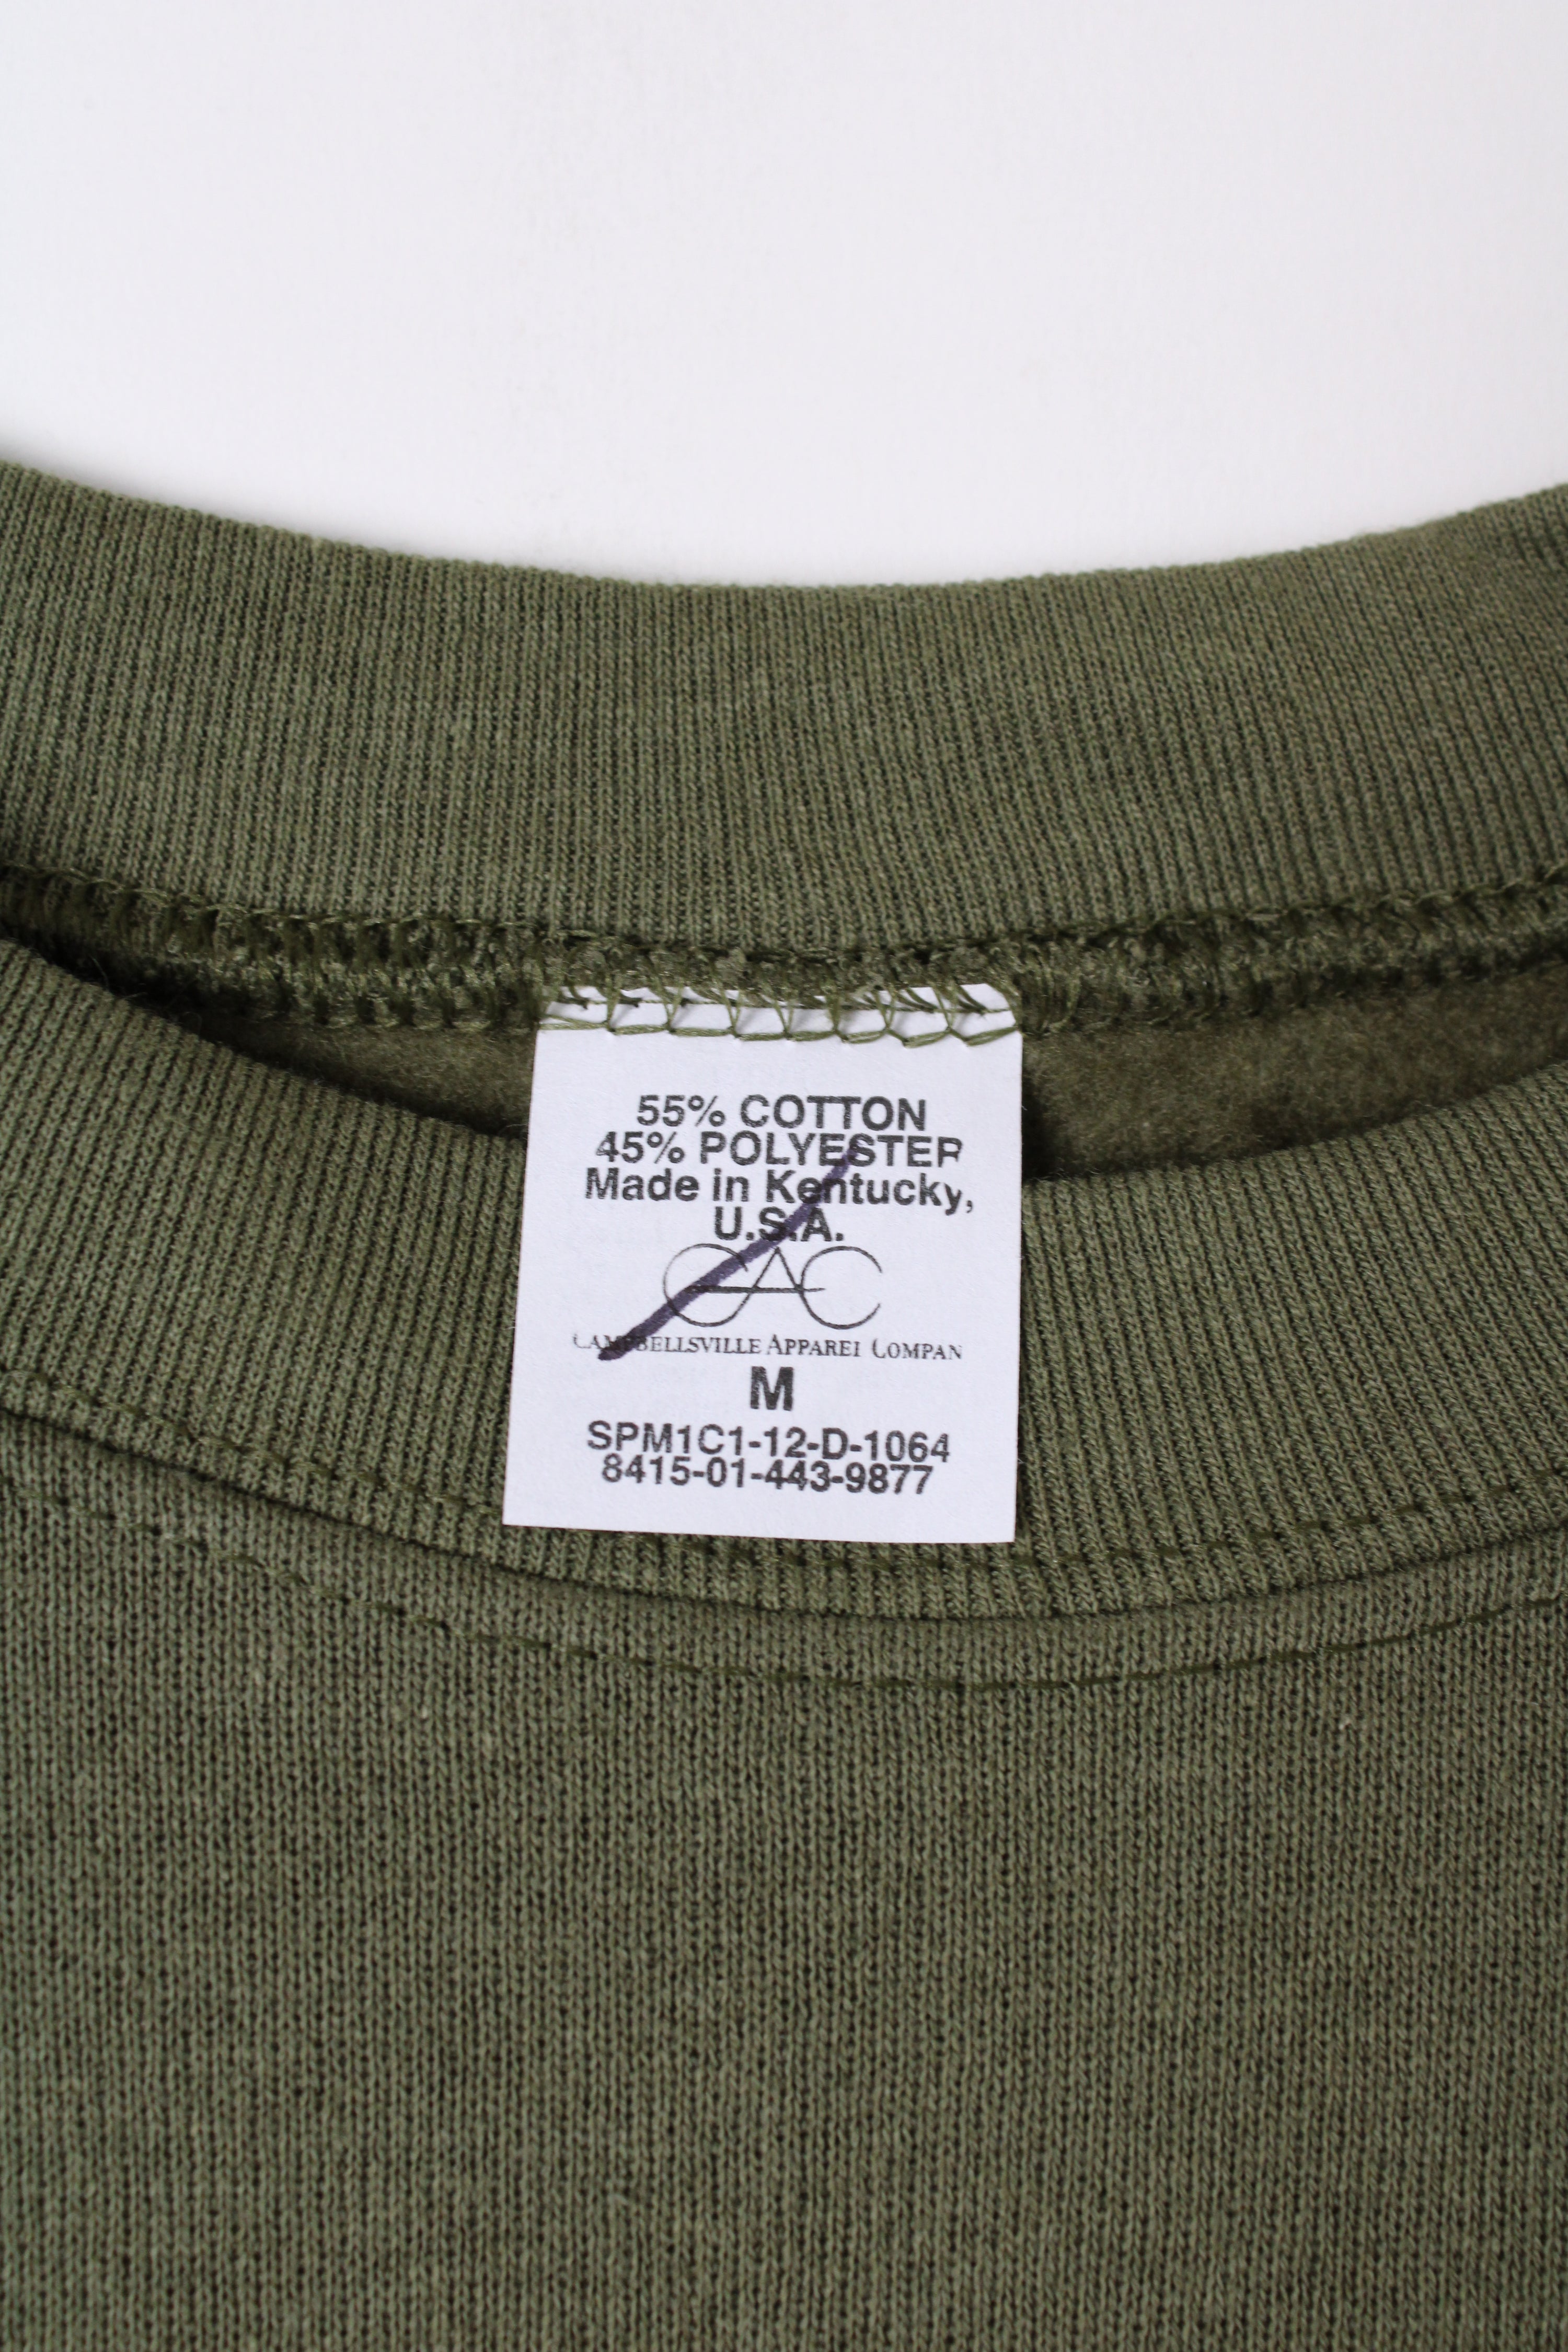 55% COTTON
45% POLYESTER
Made in Kentucky,
U.S.A.
CAC
CAMPBELLSVILLE APPAREL COMPAN
M
SPM1C1-12-D-1064
8415-01-443-9877